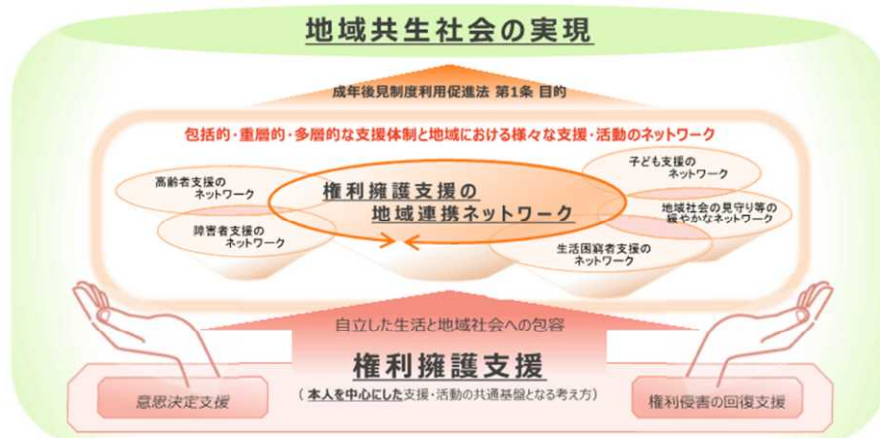 地域共生社会の実現
成年後見制度利用促進法 第1条 目的
包括的・重層的・多層的な支援体制と地域における様々な支援・活動のネットワーク
高齢者支援の
ネットワーク
権利擁護支援の
地域連携ネットワーク
子ども支援の
ネットワーク
障害者支援の
ネットワーク
地域社会の見守り等の
緩やかなネットワーク
生活困窮者支援の
ネットワーク
自立した生活と地域社会への包容
権利擁護支援
(本人を中心にした支援・活動の共通基盤となる考え方)
意思決定支援
権利侵害の回復支援